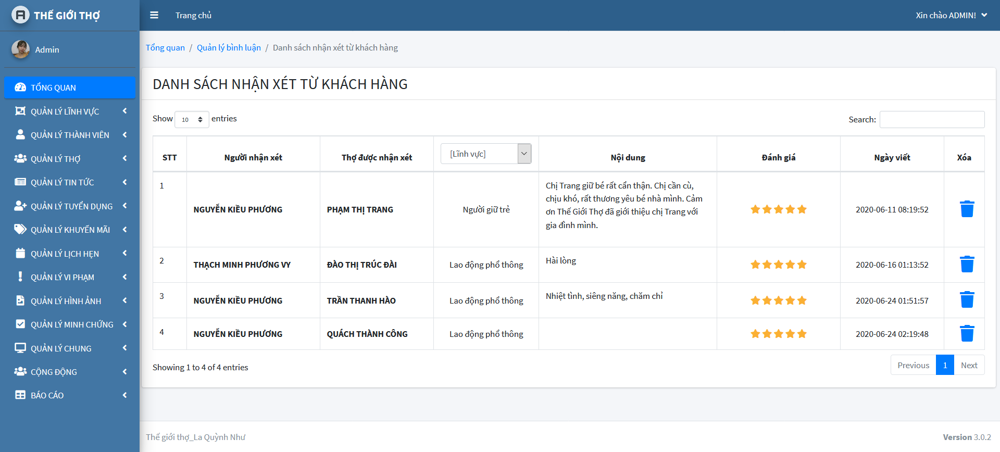 THẾ GIỚI THỢ
Trang chủ
Xin chào ADMIN!
Admin
Tổng quan / Quản lý bình luận / Danh sách nhận xét từ khách hàng
TỔNG QUAN
QUẢN LÝ LĨNH VỰC
QUẢN LÝ THÀNH VIÊN
QUẢN LÝ THỢ
QUẢN LÝ TIN TỨC
QUẢN LÝ TUYỂN DỤNG
QUẢN LÝ KHUYẾN MÃI
QUẢN LÝ LỊCH HẸN
QUẢN LÝ VI PHẠM
QUẢN LÝ HÌNH ẢNH
QUẢN LÝ MINH CHỨNG
QUẢN LÝ CHUNG
CỘNG ĐỘNG
BÁO CÁO
DANH SÁCH NHẬN XÉT TỪ KHÁCH HÀNG
Show 10 entries
Search:
STT Người nhận xét Thợ được nhận xét [Lĩnh vực] Nội dung Đánh giá Ngày viết Xóa
1 NGUYỄN KIỀU PHƯƠNG PHẠM THỊ TRANG Người giữ trẻ
Chị Trang giữ bé rất cẩn thận. Chị cần cù,
chịu khó, rất thương yêu bé nhà mình. Cảm
ơn Thế Giới Thợ đã giới thiệu chị Trang với
gia đình mình.
2020-06-11 08:19:52
2 THẠCH MINH PHƯƠNG VY ĐÀO THỊ TRÚC ĐÀI Lao động phổ thông Hài lòng 2020-06-16 01:13:52
3 NGUYỄN KIỀU PHƯƠNG TRẦN THANH HÀO Lao động phổ thông Nhiệt tình, siêng năng, chăm chỉ 2020-06-24 01:51:57
4 NGUYỄN KIỀU PHƯƠNG QUÁCH THÀNH CÔNG Lao động phổ thông 2020-06-24 02:19:48
Showing 1 to 4 of 4 entries
Previous 1 Next
Thế giới thợ_La Quỳnh Như
Version 3.0.2